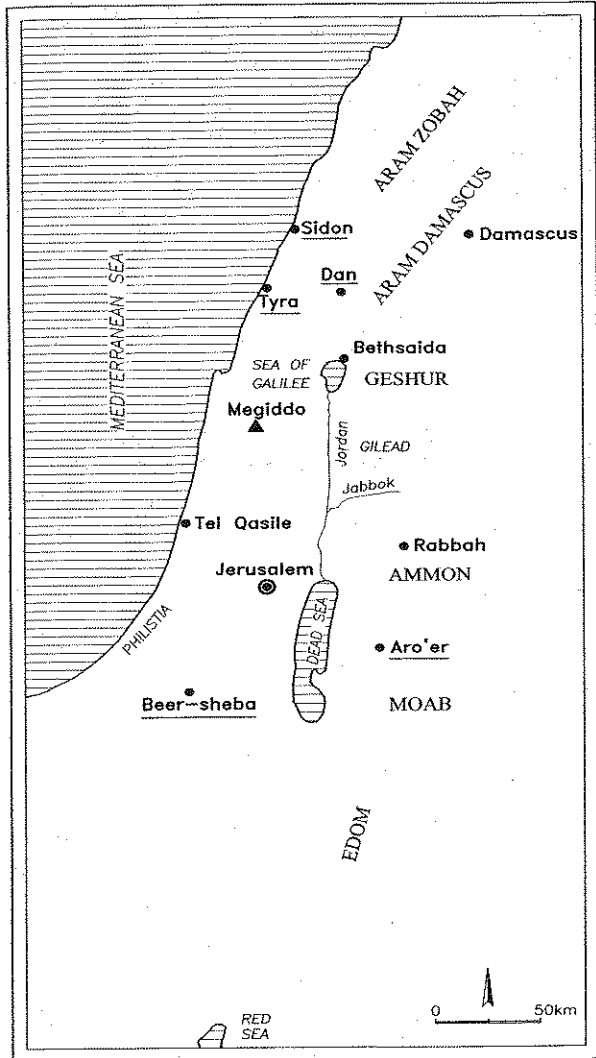 ARAM ZOBAH
ARAM DAMASCUS
Sidon
Damascus
Dan
Tyra
MEDITERRANEAN SEA
Bethsaida
SEA OF
GALILEE
GESHUR
Megiddo
Jordan
GILEAD
Jabbok
Tel Qasile
Rabbah
Jerusalem
AMMON
PHILISTIA
DEAD SEA
Aro'er
Beer-sheba
MOAB
EDOM
0 50km
RED
SEA